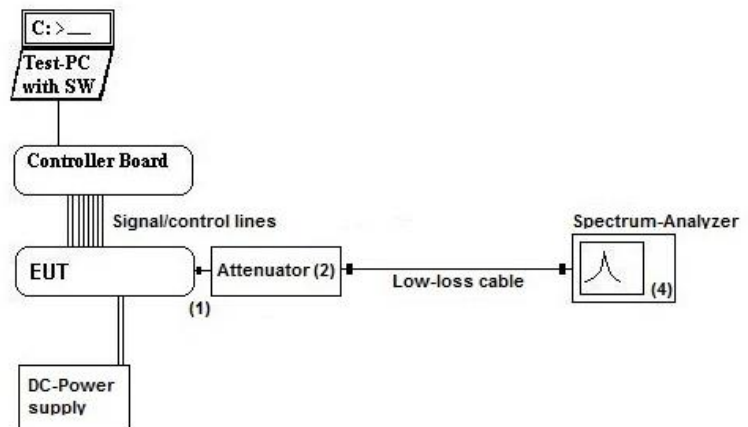 C: >__
Test-PC
with SW
Controller Board
Signal/control lines
Spectrum-Analyzer
EUT
Attenuator (2)
Low-loss cable
(4)
(1)
DC-Power
supply